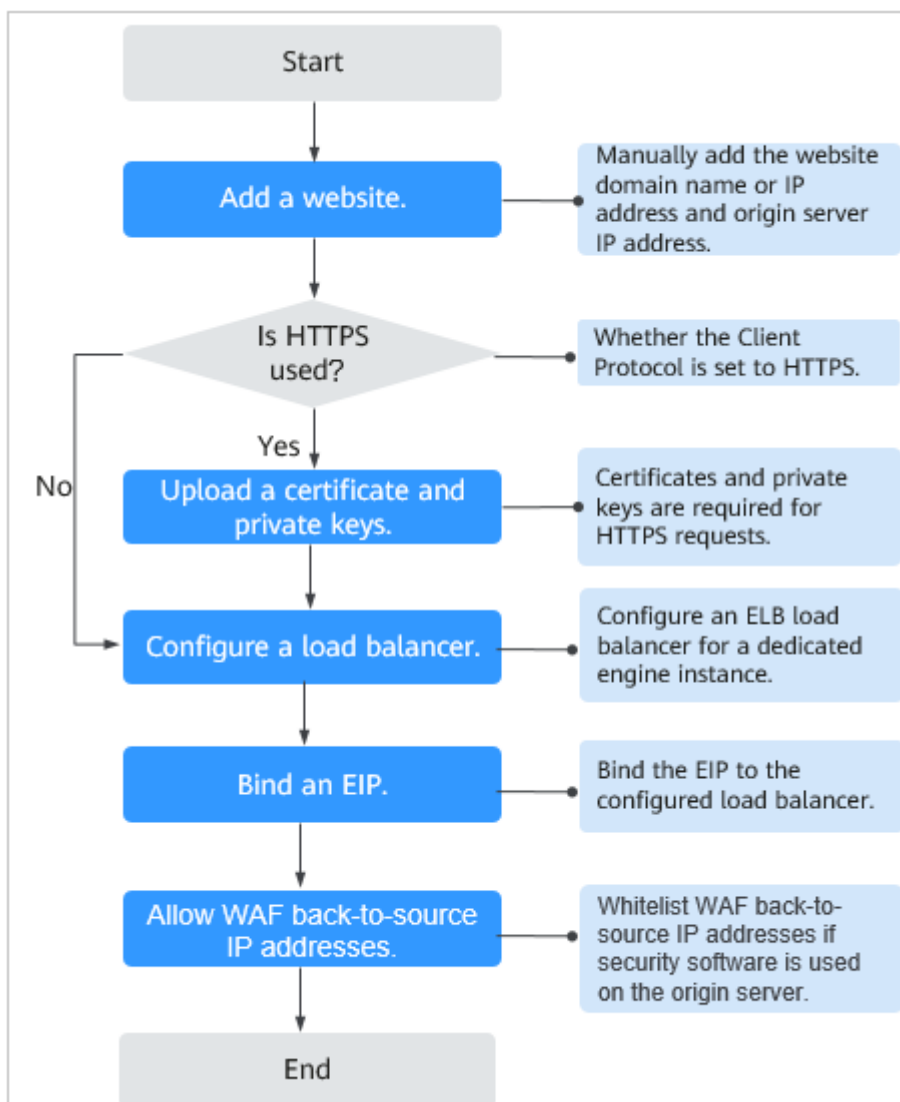 Start
Add a website.
Manually add the website
domain name or IP
address and origin server
IP address.
Is HTTPS
used?
Whether the Client
Protocol is set to HTTPS.
Yes
No
Upload a certificate and
private keys.
Certificates and private
keys are required for
HTTPS requests.
Configure a load balancer.
Configure an ELB load
balancer for a dedicated
engine instance.
Bind an EIP.
Bind the EIP to the
configured load balancer.
Allow WAF back-to-source
IP addresses.
Whitelist WAF back-to-
source IP addresses if
security software is used
on the origin server.
End